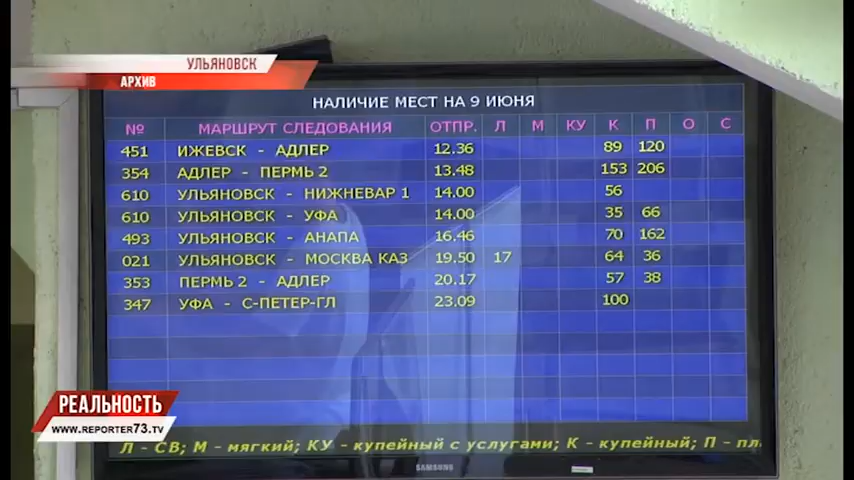 УЛЬЯНОВСК
АРХИВ
НАЛИЧИЕ МЕСТ НА 9 ИЮНЯ
№ МАРШРУТ СЛЕДОВАНИЯ ОТПР. Л М КУ К П О С
451 ИЖЕВСК - АДЛЕР 12.36 89 120
354 АДЛЕР - ПЕРМЬ 2 13.48 153 206
610 УЛЬЯНОВСК - НИЖНЕВАР 1 14.00 56
610 УЛЬЯНОВСК - УФА 14.00 35 66
493 УЛЬЯНОВСК - АНАПА 16.46 70 162
021 УЛЬЯНОВСК - МОСКВА КАЗ 19.50 17 64 36
353 ПЕРМЬ 2 - АДЛЕР 20.17 57 38
347 УФА - С-ПЕТЕР-ГЛ 23.09 100
РЕАЛЬНОСТЬ
WWW.REPORTER73.TV
Л - СВ; М - мягкий; КУ - купейный с услугами; К - купейный; П - пл
SAMSUNG